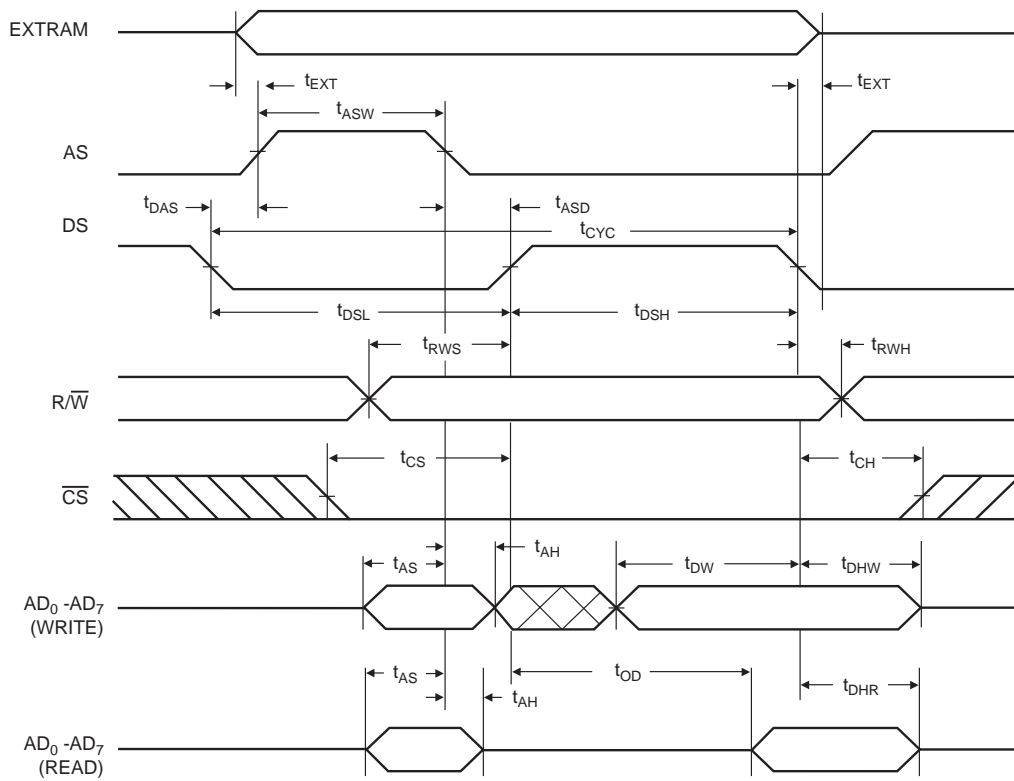 EXTRAM
tEXT
tEXT
tASW
AS
tDAS
tASD
DS
tCYC
tDSL
tDSH
tRWS
tRWH
R/W̅
tCS
tCH
C̅S̅
tAS
tAH
tDW
tDHW
AD₀ -AD₇
(WRITE)
tAS
tAH
tOD
tDHR
AD₀ -AD₇
(READ)